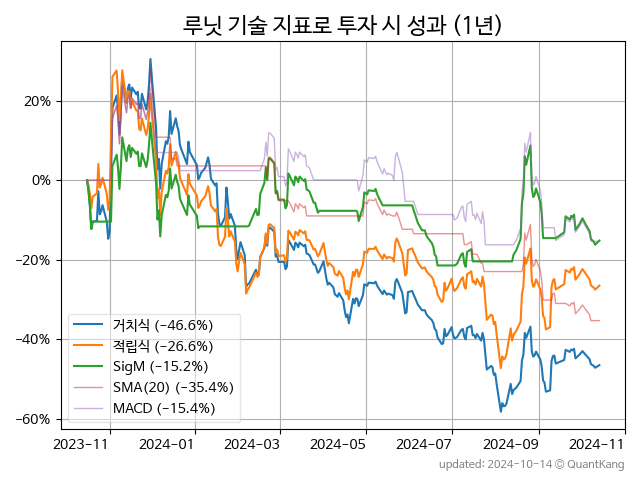 루닛 기술 지표로 투자 시 성과 (1년)
20%
0%
−20%
−40%
−60%
거치식 (−46.6%)
적립식 (−26.6%)
SigM (−15.2%)
SMA(20) (−35.4%)
MACD (−15.4%)
2023-11 2024-01 2024-03 2024-05 2024-07 2024-09 2024-11
updated: 2024-10-14 © QuantKang